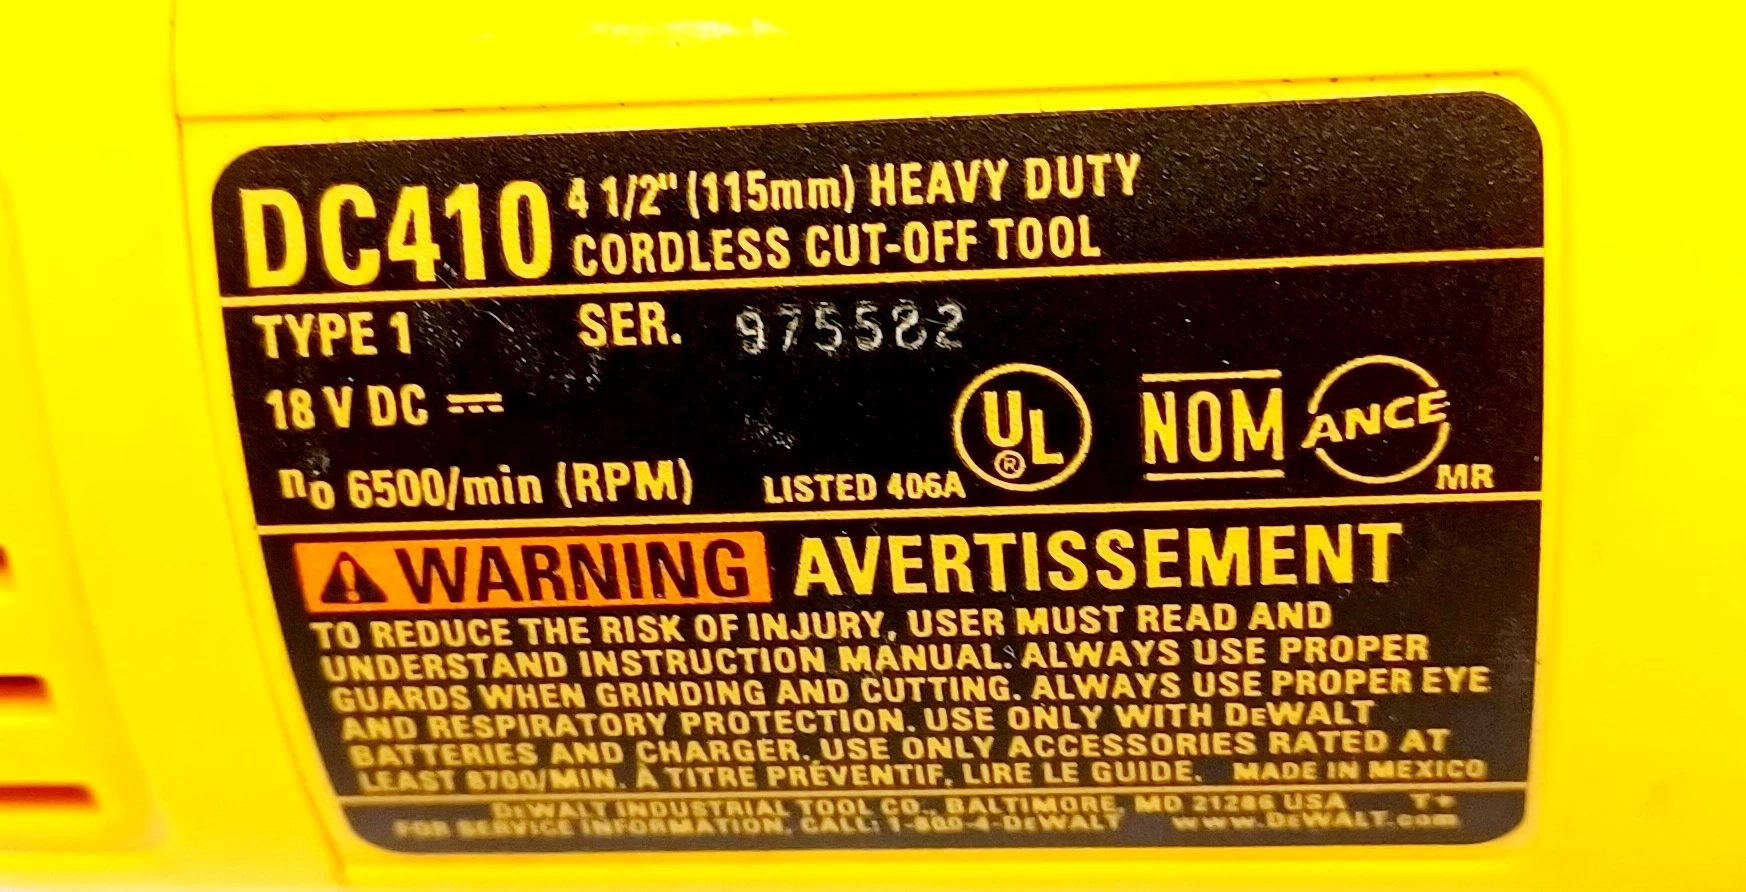 DC410 4 1/2" (115mm) HEAVY DUTY
CORDLESS CUT-OFF TOOL
TYPE 1 SER. 975582
18 V DC ⎓
n₀ 6500/min (RPM)
LISTED 406A UL ® NOM ANCE MR
⚠ WARNING AVERTISSEMENT
TO REDUCE THE RISK OF INJURY, USER MUST READ AND
UNDERSTAND INSTRUCTION MANUAL. ALWAYS USE PROPER
GUARDS WHEN GRINDING AND CUTTING. ALWAYS USE PROPER EYE
AND RESPIRATORY PROTECTION. USE ONLY WITH DEWALT
BATTERIES AND CHARGER. USE ONLY ACCESSORIES RATED AT
LEAST 8700/MIN. À TITRE PRÉVENTIF, LIRE LE GUIDE. MADE IN MEXICO
DEWALT INDUSTRIAL TOOL CO., BALTIMORE, MD 21286 USA
FOR SERVICE INFORMATION, CALL: 1-800-4-DEWALT www.DEWALT.com